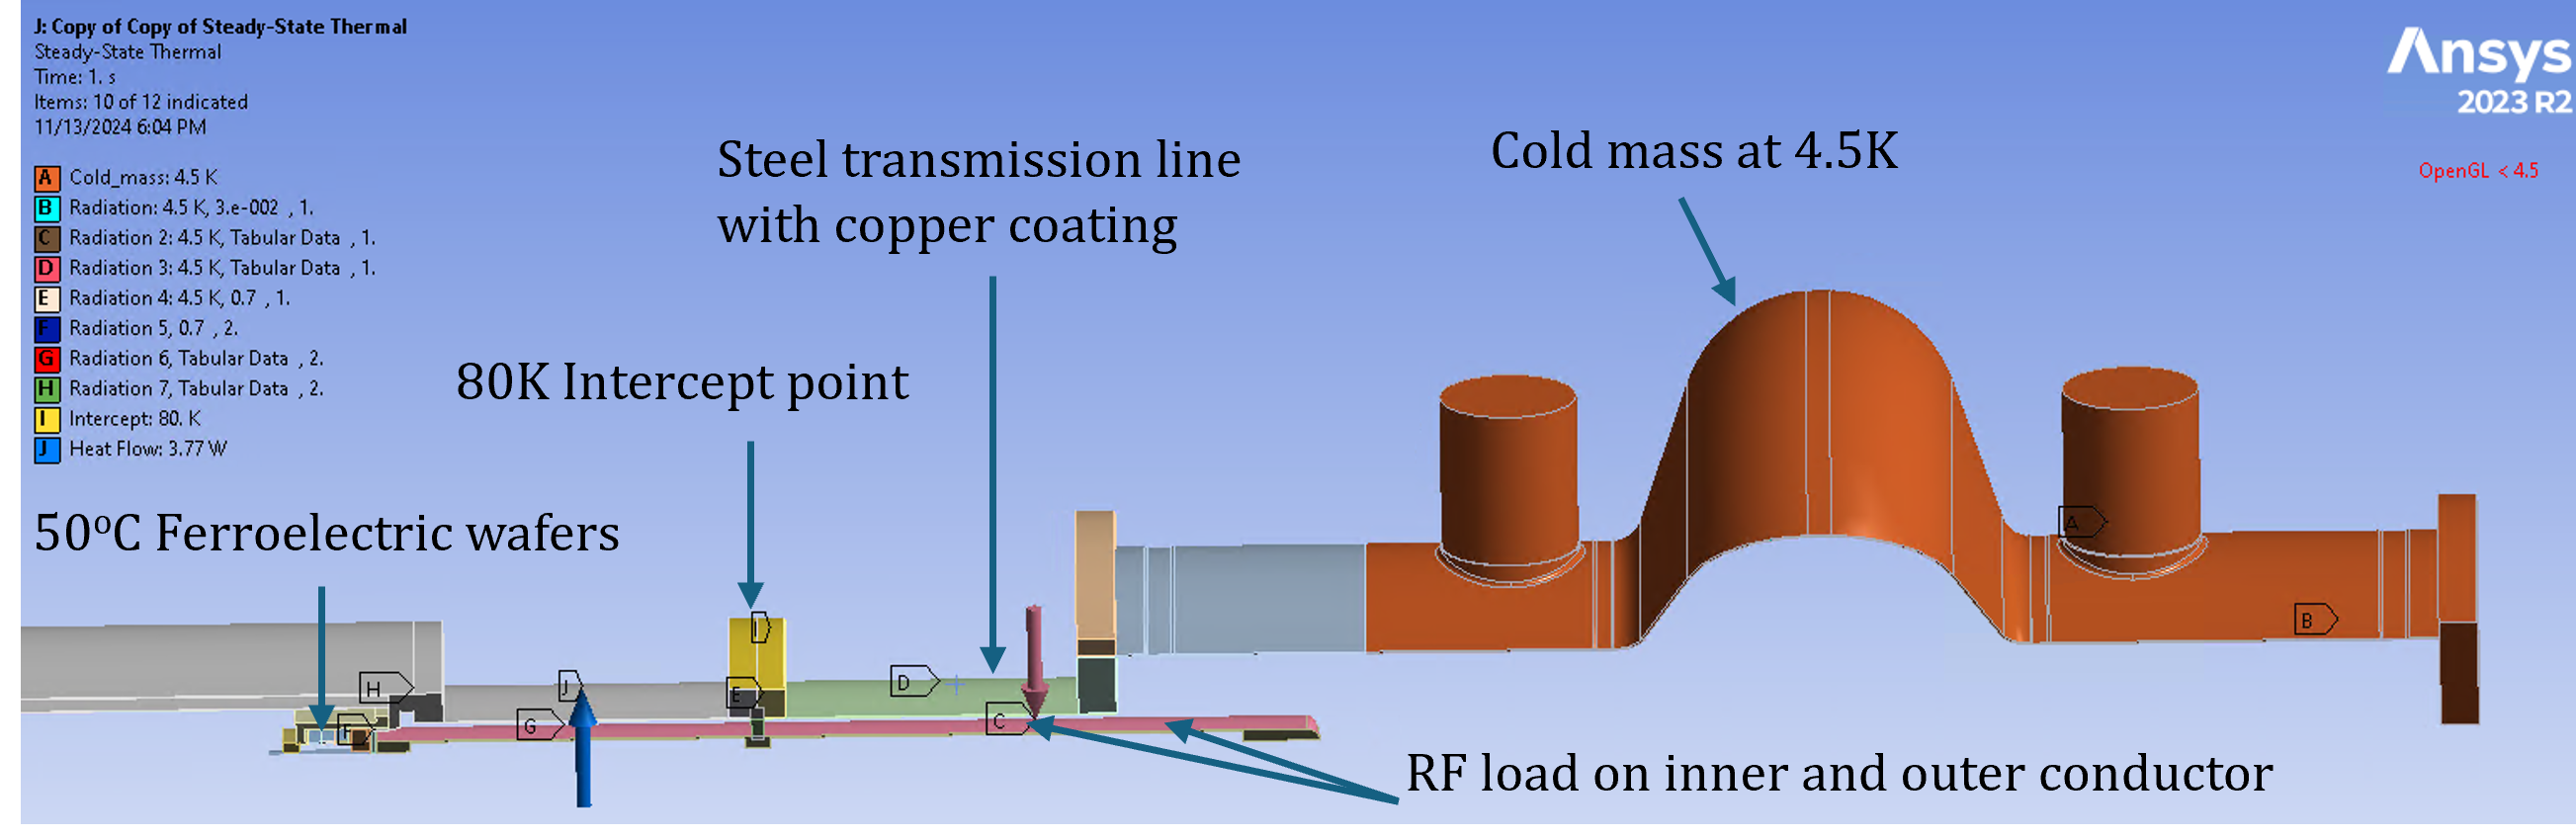 J: Copy of Copy of Steady-State Thermal
Steady-State Thermal
Time: 1. s
Items: 10 of 12 indicated
11/13/2024 6:04 PM
A Cold_mass: 4.5 K
B Radiation: 4.5 K, 3.e-002 , 1.
C Radiation 2: 4.5 K, Tabular Data , 1.
D Radiation 3: 4.5 K, Tabular Data , 1.
E Radiation 4: 4.5 K, 0.7 , 1.
F Radiation 5, 0.7 , 2.
G Radiation 6, Tabular Data , 2.
H Radiation 7, Tabular Data , 2.
I Intercept: 80. K
J Heat Flow: 3.77 W
Ansys
2023 R2
OpenGL < 4.5
Steel transmission line
with copper coating
Cold mass at 4.5K
80K Intercept point
50ºC Ferroelectric wafers
RF load on inner and outer conductor
A
B
I
D
E
J
H
C
G
F